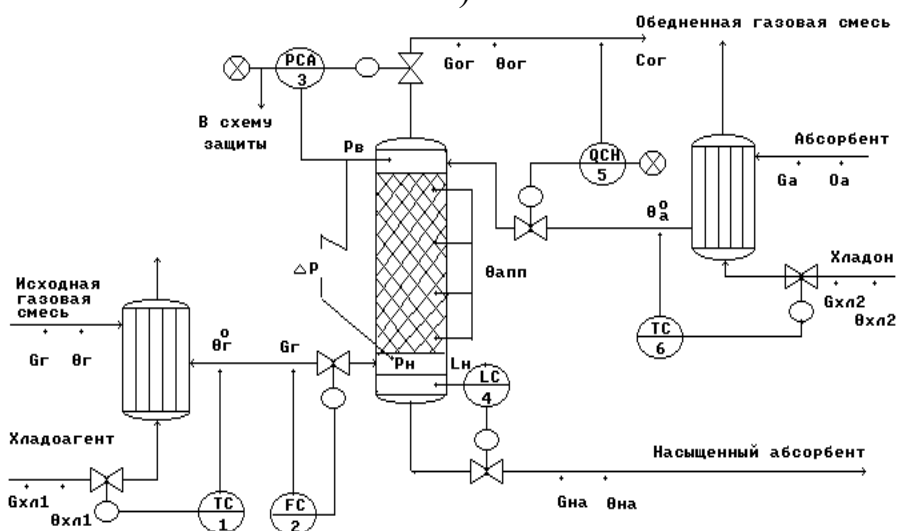 )
Обедненная газовая смесь
PCA
3
Gог
θог
Cог
В схему
защиты
Pв
QCH
5
Абсорбент
Ga
Оa
θ°a
Хладон
ΔP
θапп
Исходная
газовая
смесь
Gхл2
θхл2
θ°г
Gг
TC
6
Gг
θг
Pн
Lн
LC
4
Хладоагент
Насыщенный абсорбент
Gхл1
θхл1
TC
1
FC
2
Gна
θна